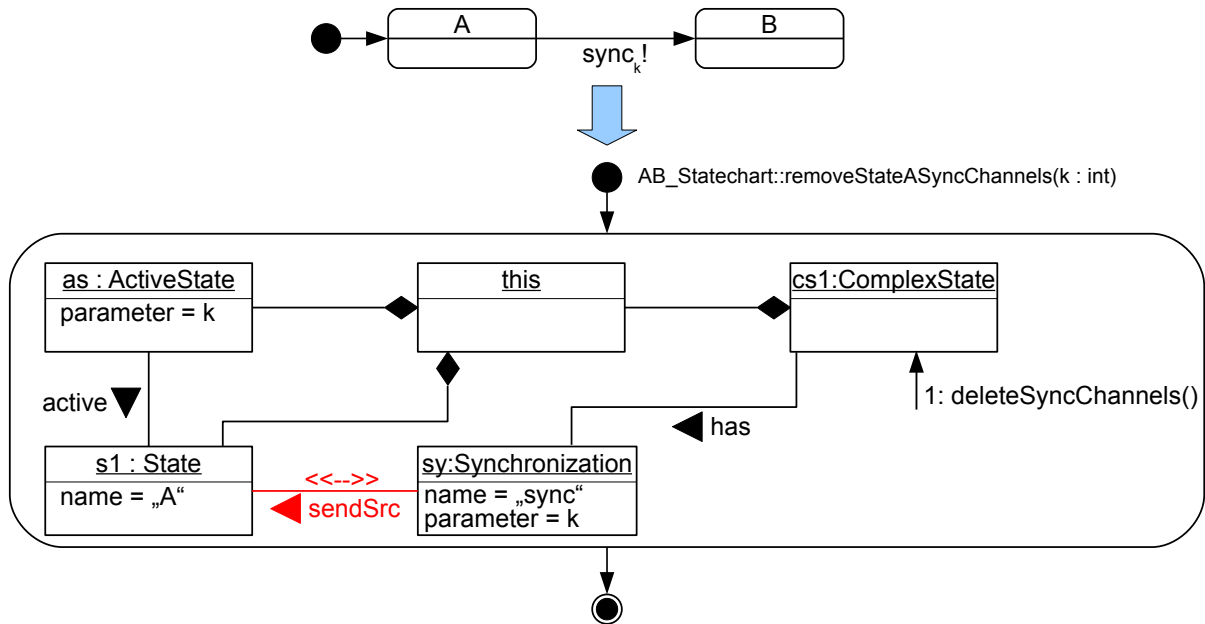 A
B
sync_k!
AB_Statechart::removeStateASyncChannels(k : int)
as : ActiveState
parameter = k
this
cs1:ComplexState
active
1: deleteSyncChannels()
has
s1 : State
name = „A“
<<-->>
sendSrc
sy:Synchronization
name = „sync“
parameter = k